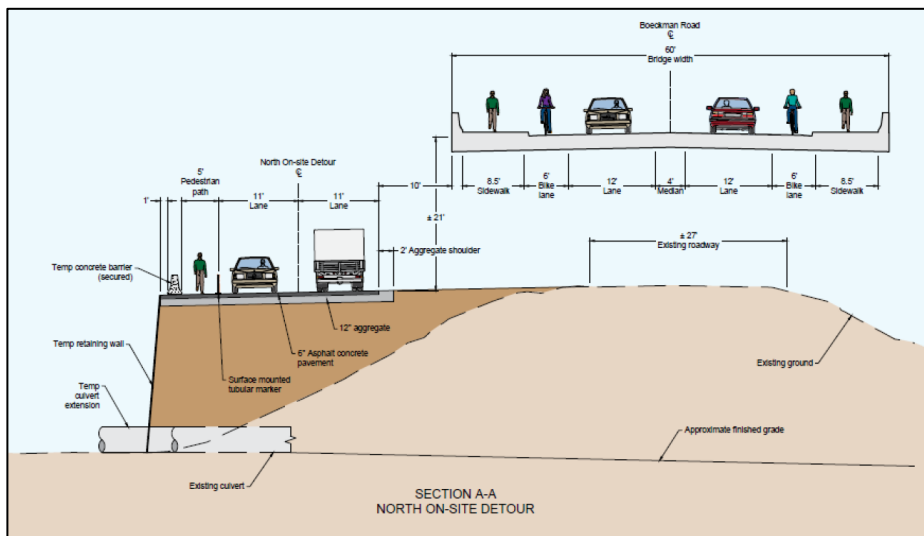 Boeckman Road
℄
60'
Bridge width
North On-site Detour
℄
5'
Pedestrian
path
11'
Lane
11'
Lane
1'
10'
± 21'
8.5'
Sidewalk
6'
Bike
lane
12'
Lane
4'
Median
12'
Lane
6'
Bike
lane
8.5'
Sidewalk
± 27'
Existing roadway
2' Aggregate shoulder
Temp concrete barrier
(secured)
12" aggregate
6" Asphalt concrete
pavement
Surface mounted
tubular marker
Temp retaining wall
Temp
culvert
extension
Existing ground
Approximate finished grade
Existing culvert
SECTION A-A
NORTH ON-SITE DETOUR